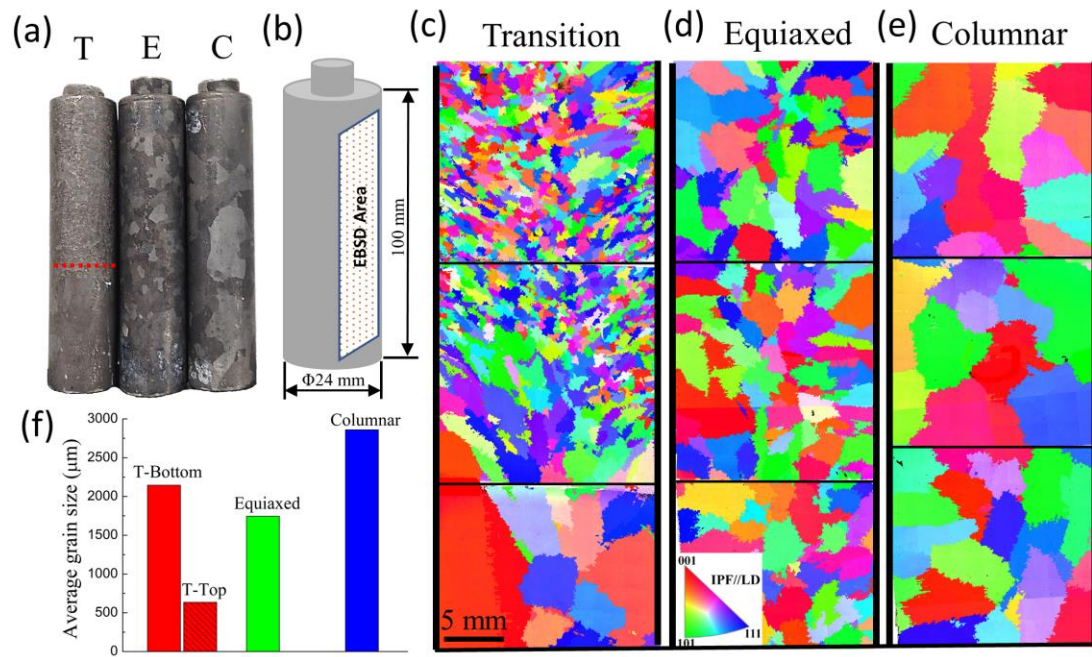 (a)
T E C
(b)
EBSD Area
100 mm
Φ24 mm
(c)
Transition
5 mm
(d)
Equiaxed
001
IPF//LD
101
111
(e)
Columnar
(f)
3000
2500
2000
1500
1000
500
0
Average grain size (μm)
T-Bottom
T-Top
Equiaxed
Columnar